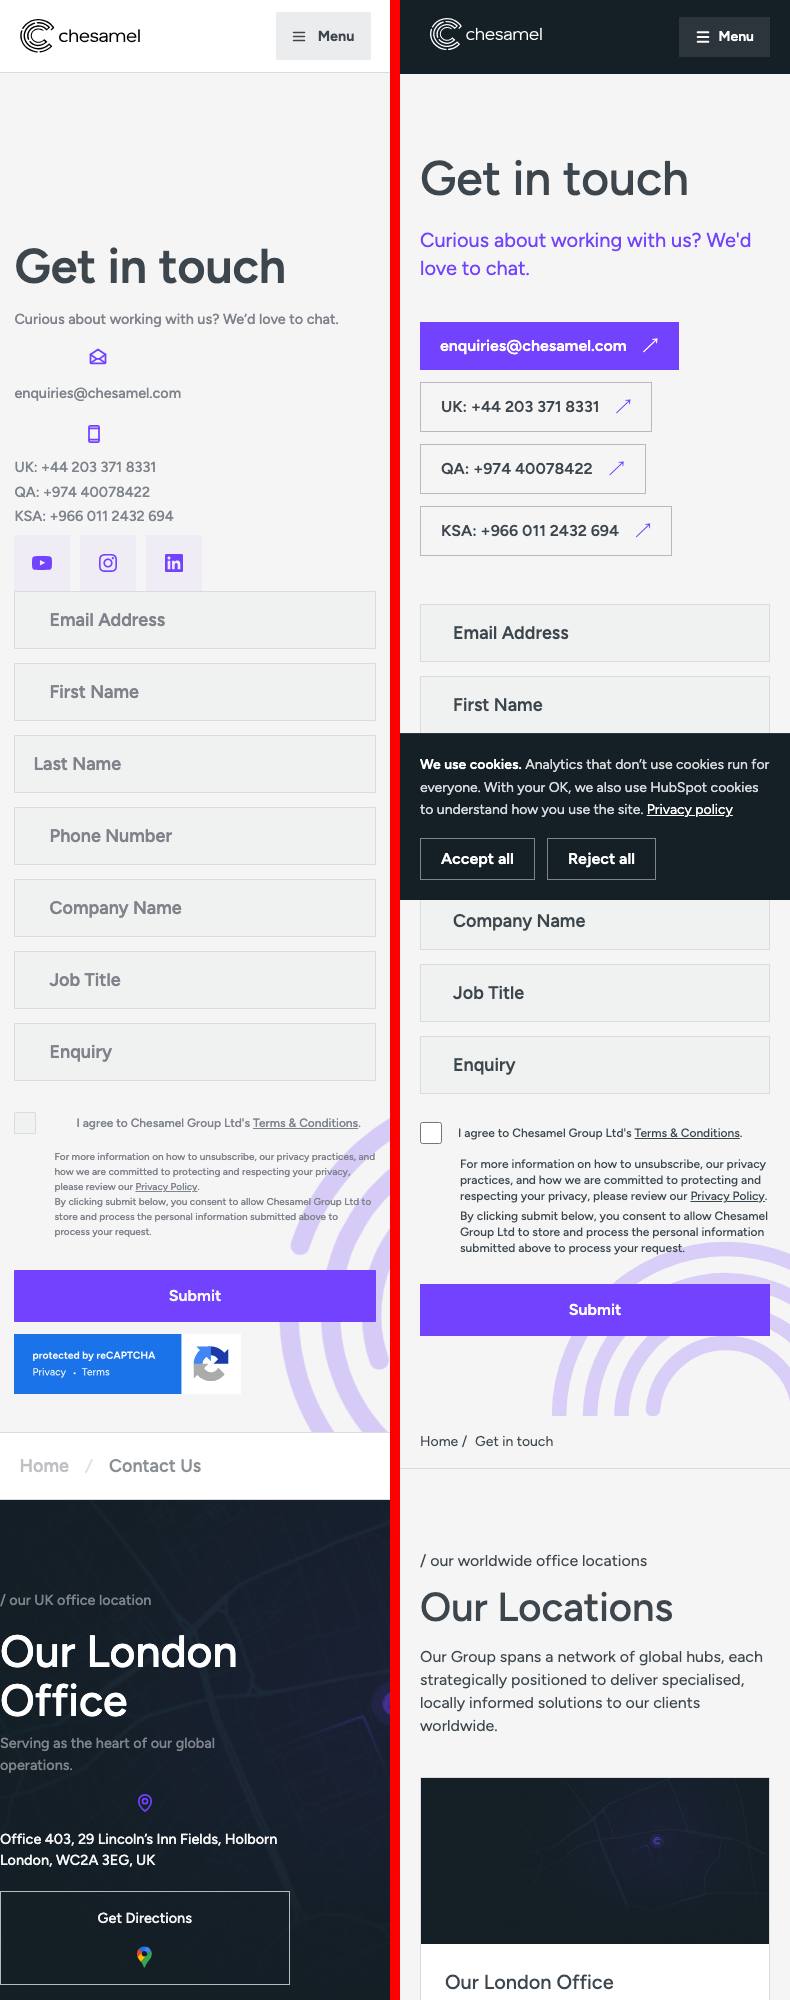 chesamel
Menu
Get in touch
Curious about working with us? We’d love to chat.
enquiries@chesamel.com
UK: +44 203 371 8331
QA: +974 40078422
KSA: +966 011 2432 694
Email Address
First Name
Last Name
Phone Number
Company Name
Job Title
Enquiry
I agree to Chesamel Group Ltd's Terms & Conditions.
For more information on how to unsubscribe, our privacy practices, and
how we are committed to protecting and respecting your privacy,
please review our Privacy Policy.
By clicking submit below, you consent to allow Chesamel Group Ltd to
store and process the personal information submitted above to
process your request.
Submit
protected by reCAPTCHA
Privacy • Terms
Home / Contact Us
/ our UK office location
Our London
Office
Serving as the heart of our global
operations.
Office 403, 29 Lincoln’s Inn Fields, Holborn
London, WC2A 3EG, UK
Get Directions
chesamel
Menu
Get in touch
Curious about working with us? We'd
love to chat.
enquiries@chesamel.com
UK: +44 203 371 8331
QA: +974 40078422
KSA: +966 011 2432 694
Email Address
First Name
We use cookies. Analytics that don’t use cookies run for
everyone. With your OK, we also use HubSpot cookies
to understand how you use the site. Privacy policy
Accept all
Reject all
Company Name
Job Title
Enquiry
I agree to Chesamel Group Ltd's Terms & Conditions.
For more information on how to unsubscribe, our privacy
practices, and how we are committed to protecting and
respecting your privacy, please review our Privacy Policy.
By clicking submit below, you consent to allow Chesamel
Group Ltd to store and process the personal information
submitted above to process your request.
Submit
Home / Get in touch
/ our worldwide office locations
Our Locations
Our Group spans a network of global hubs, each
strategically positioned to deliver specialised,
locally informed solutions to our clients
worldwide.
Our London Office